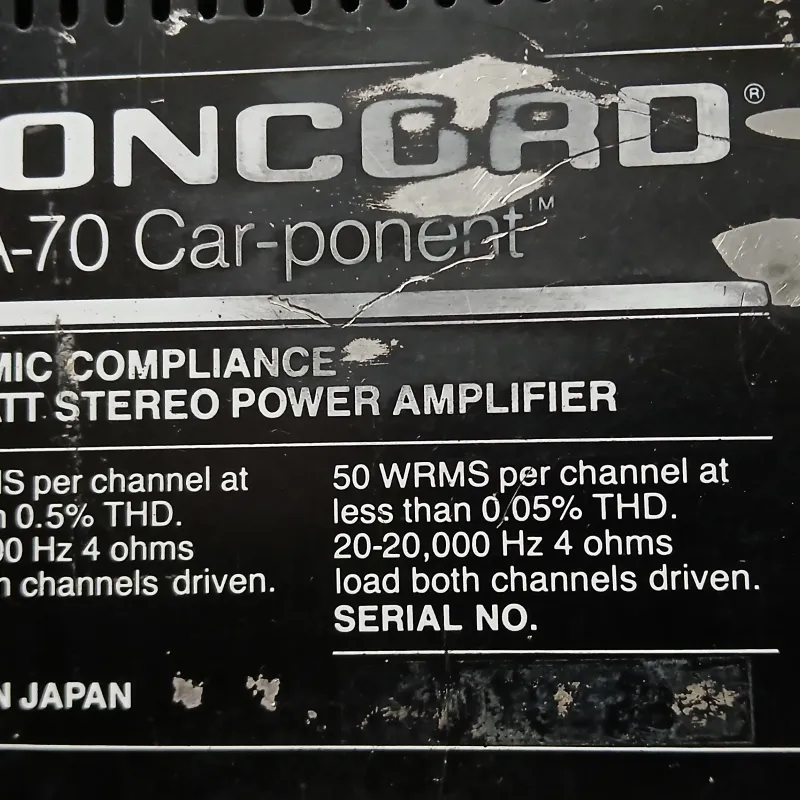 ONCORD®
A-70 Car-ponent™
MIC COMPLIANCE
ATT STEREO POWER AMPLIFIER
MS per channel at
n 0.5% THD.
00 Hz 4 ohms
h channels driven.
50 WRMS per channel at
less than 0.05% THD.
20-20,000 Hz 4 ohms
load both channels driven.
SERIAL NO.
N JAPAN